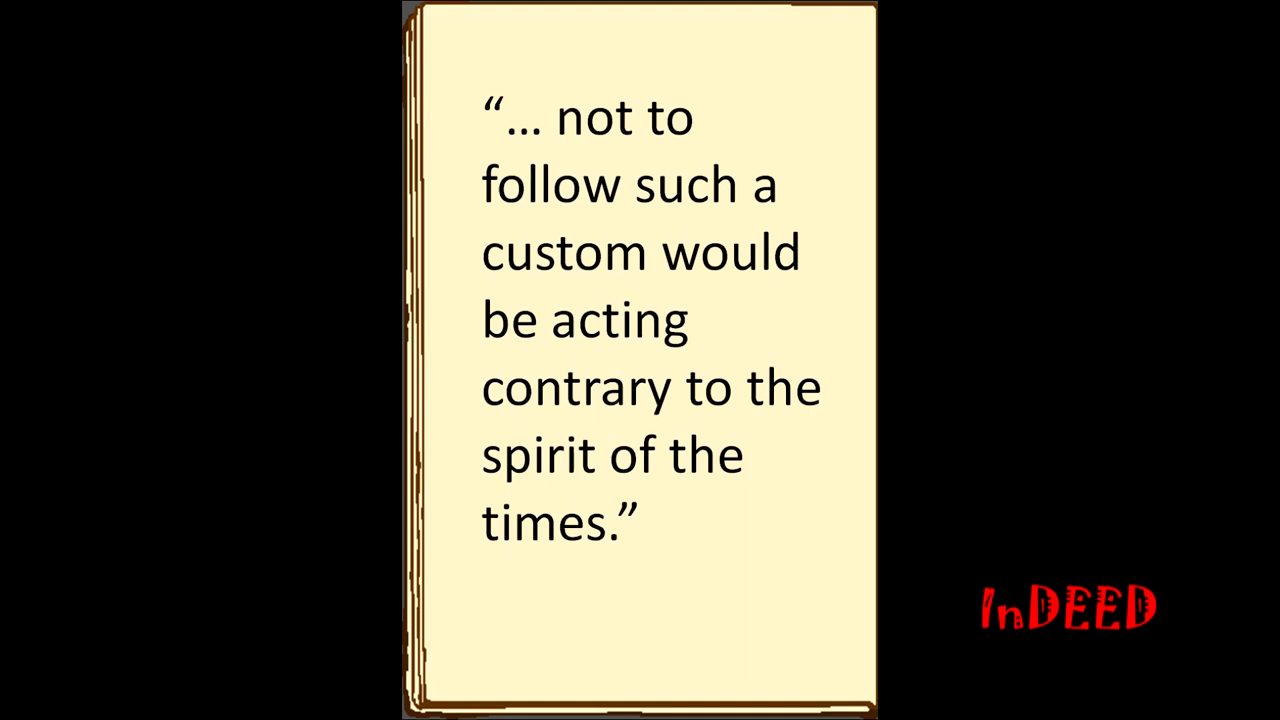 “… not to
follow such a
custom would
be acting
contrary to the
spirit of the
times.”
InDEED